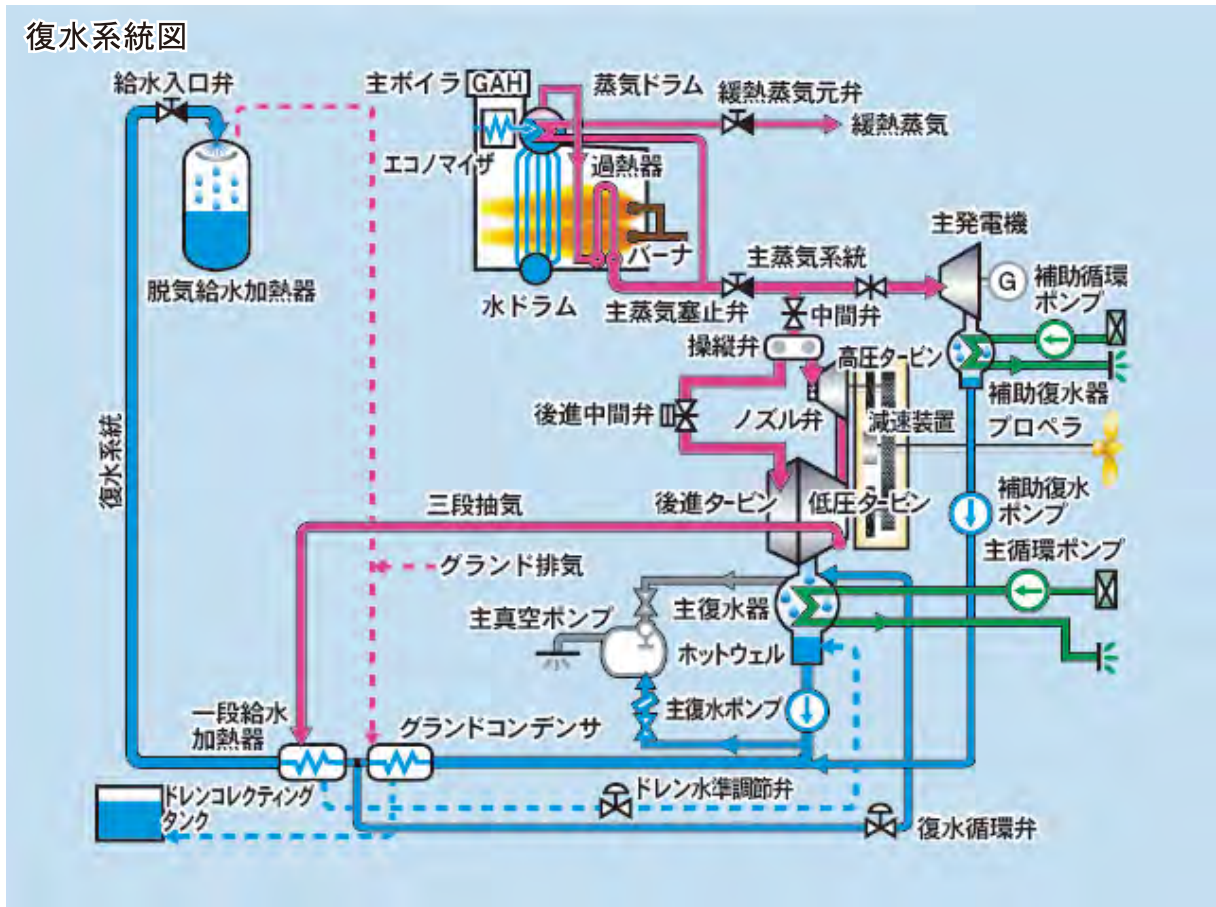 復水系統図
給水入口弁
主ボイラ
GAH
蒸気ドラム
緩熱蒸気元弁
緩熱蒸気
エコノマイザ
過熱器
バーナ
脱気給水加熱器
水ドラム
主蒸気塞止弁
主蒸気系統
主発電機
G
補助循環
ポンプ
中間弁
操縦弁
高圧タービン
補助復水器
後進中間弁
ノズル弁
減速装置
プロペラ
復水系統
三段抽気
後進タービン
低圧タービン
補助復水
ポンプ
グランド排気
主循環ポンプ
主真空ポンプ
主復水器
ホットウェル
一段給水
加熱器
グランドコンデンサ
主復水ポンプ
ドレンコレクティング
タンク
ドレン水準調節弁
復水循環弁